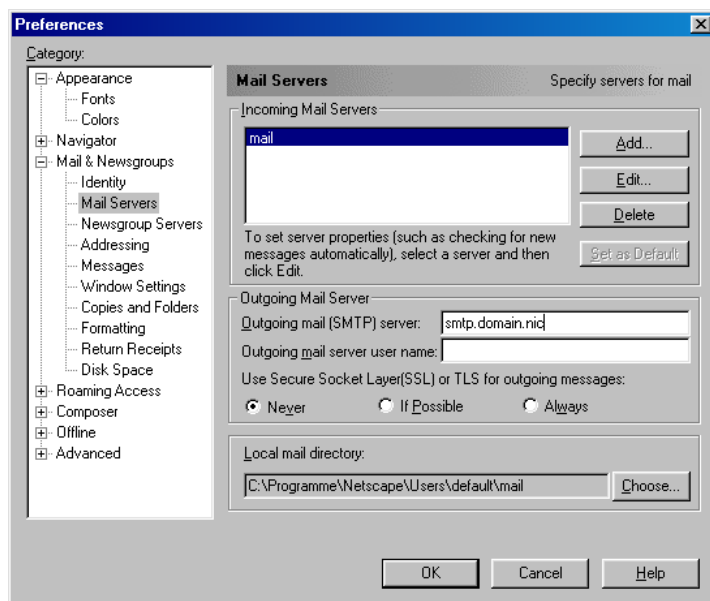 Preferences
Category:
Appearance
Fonts
Colors
Navigator
Mail & Newsgroups
Identity
Mail Servers
Newsgroup Servers
Addressing
Messages
Window Settings
Copies and Folders
Formatting
Return Receipts
Disk Space
Roaming Access
Composer
Offline
Advanced
Mail Servers Specify servers for mail
Incoming Mail Servers
mail
Add...
Edit...
Delete
Set as Default
To set server properties (such as checking for new
messages automatically), select a server and then
click Edit.
Outgoing Mail Server
Outgoing mail (SMTP) server: smtp.domain.nic
Outgoing mail server user name:
Use Secure Socket Layer(SSL) or TLS for outgoing messages:
Never If Possible Always
Local mail directory:
C:\Programme\Netscape\Users\default\mail Choose...
OK Cancel Help